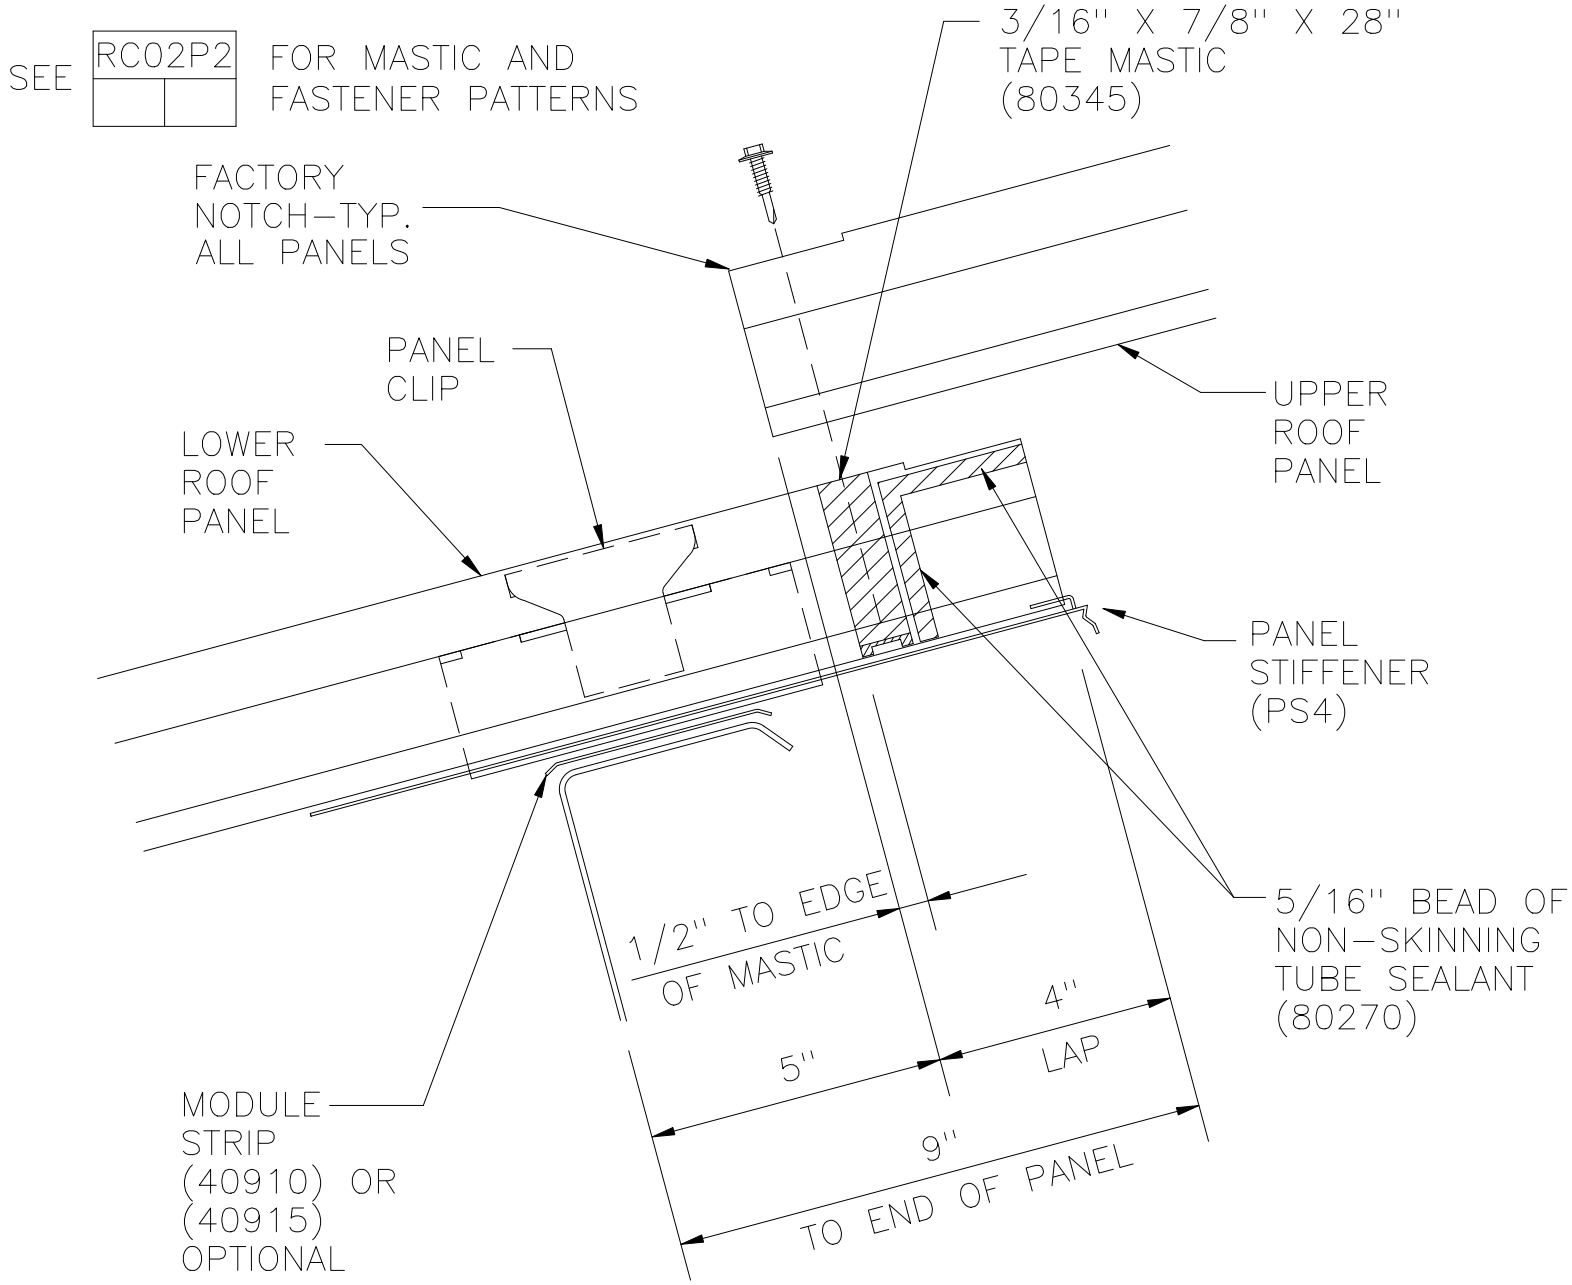 SEE
RC02P2
FOR MASTIC AND
FASTENER PATTERNS
3/16" X 7/8" X 28"
TAPE MASTIC
(80345)
FACTORY
NOTCH-TYP.
ALL PANELS
PANEL
CLIP
LOWER
ROOF
PANEL
UPPER
ROOF
PANEL
PANEL
STIFFENER
(PS4)
1/2" TO EDGE
OF MASTIC
5/16" BEAD OF
NON-SKINNING
TUBE SEALANT
(80270)
4"
LAP
5"
9"
TO END OF PANEL
MODULE
STRIP
(40910) OR
(40915)
OPTIONAL